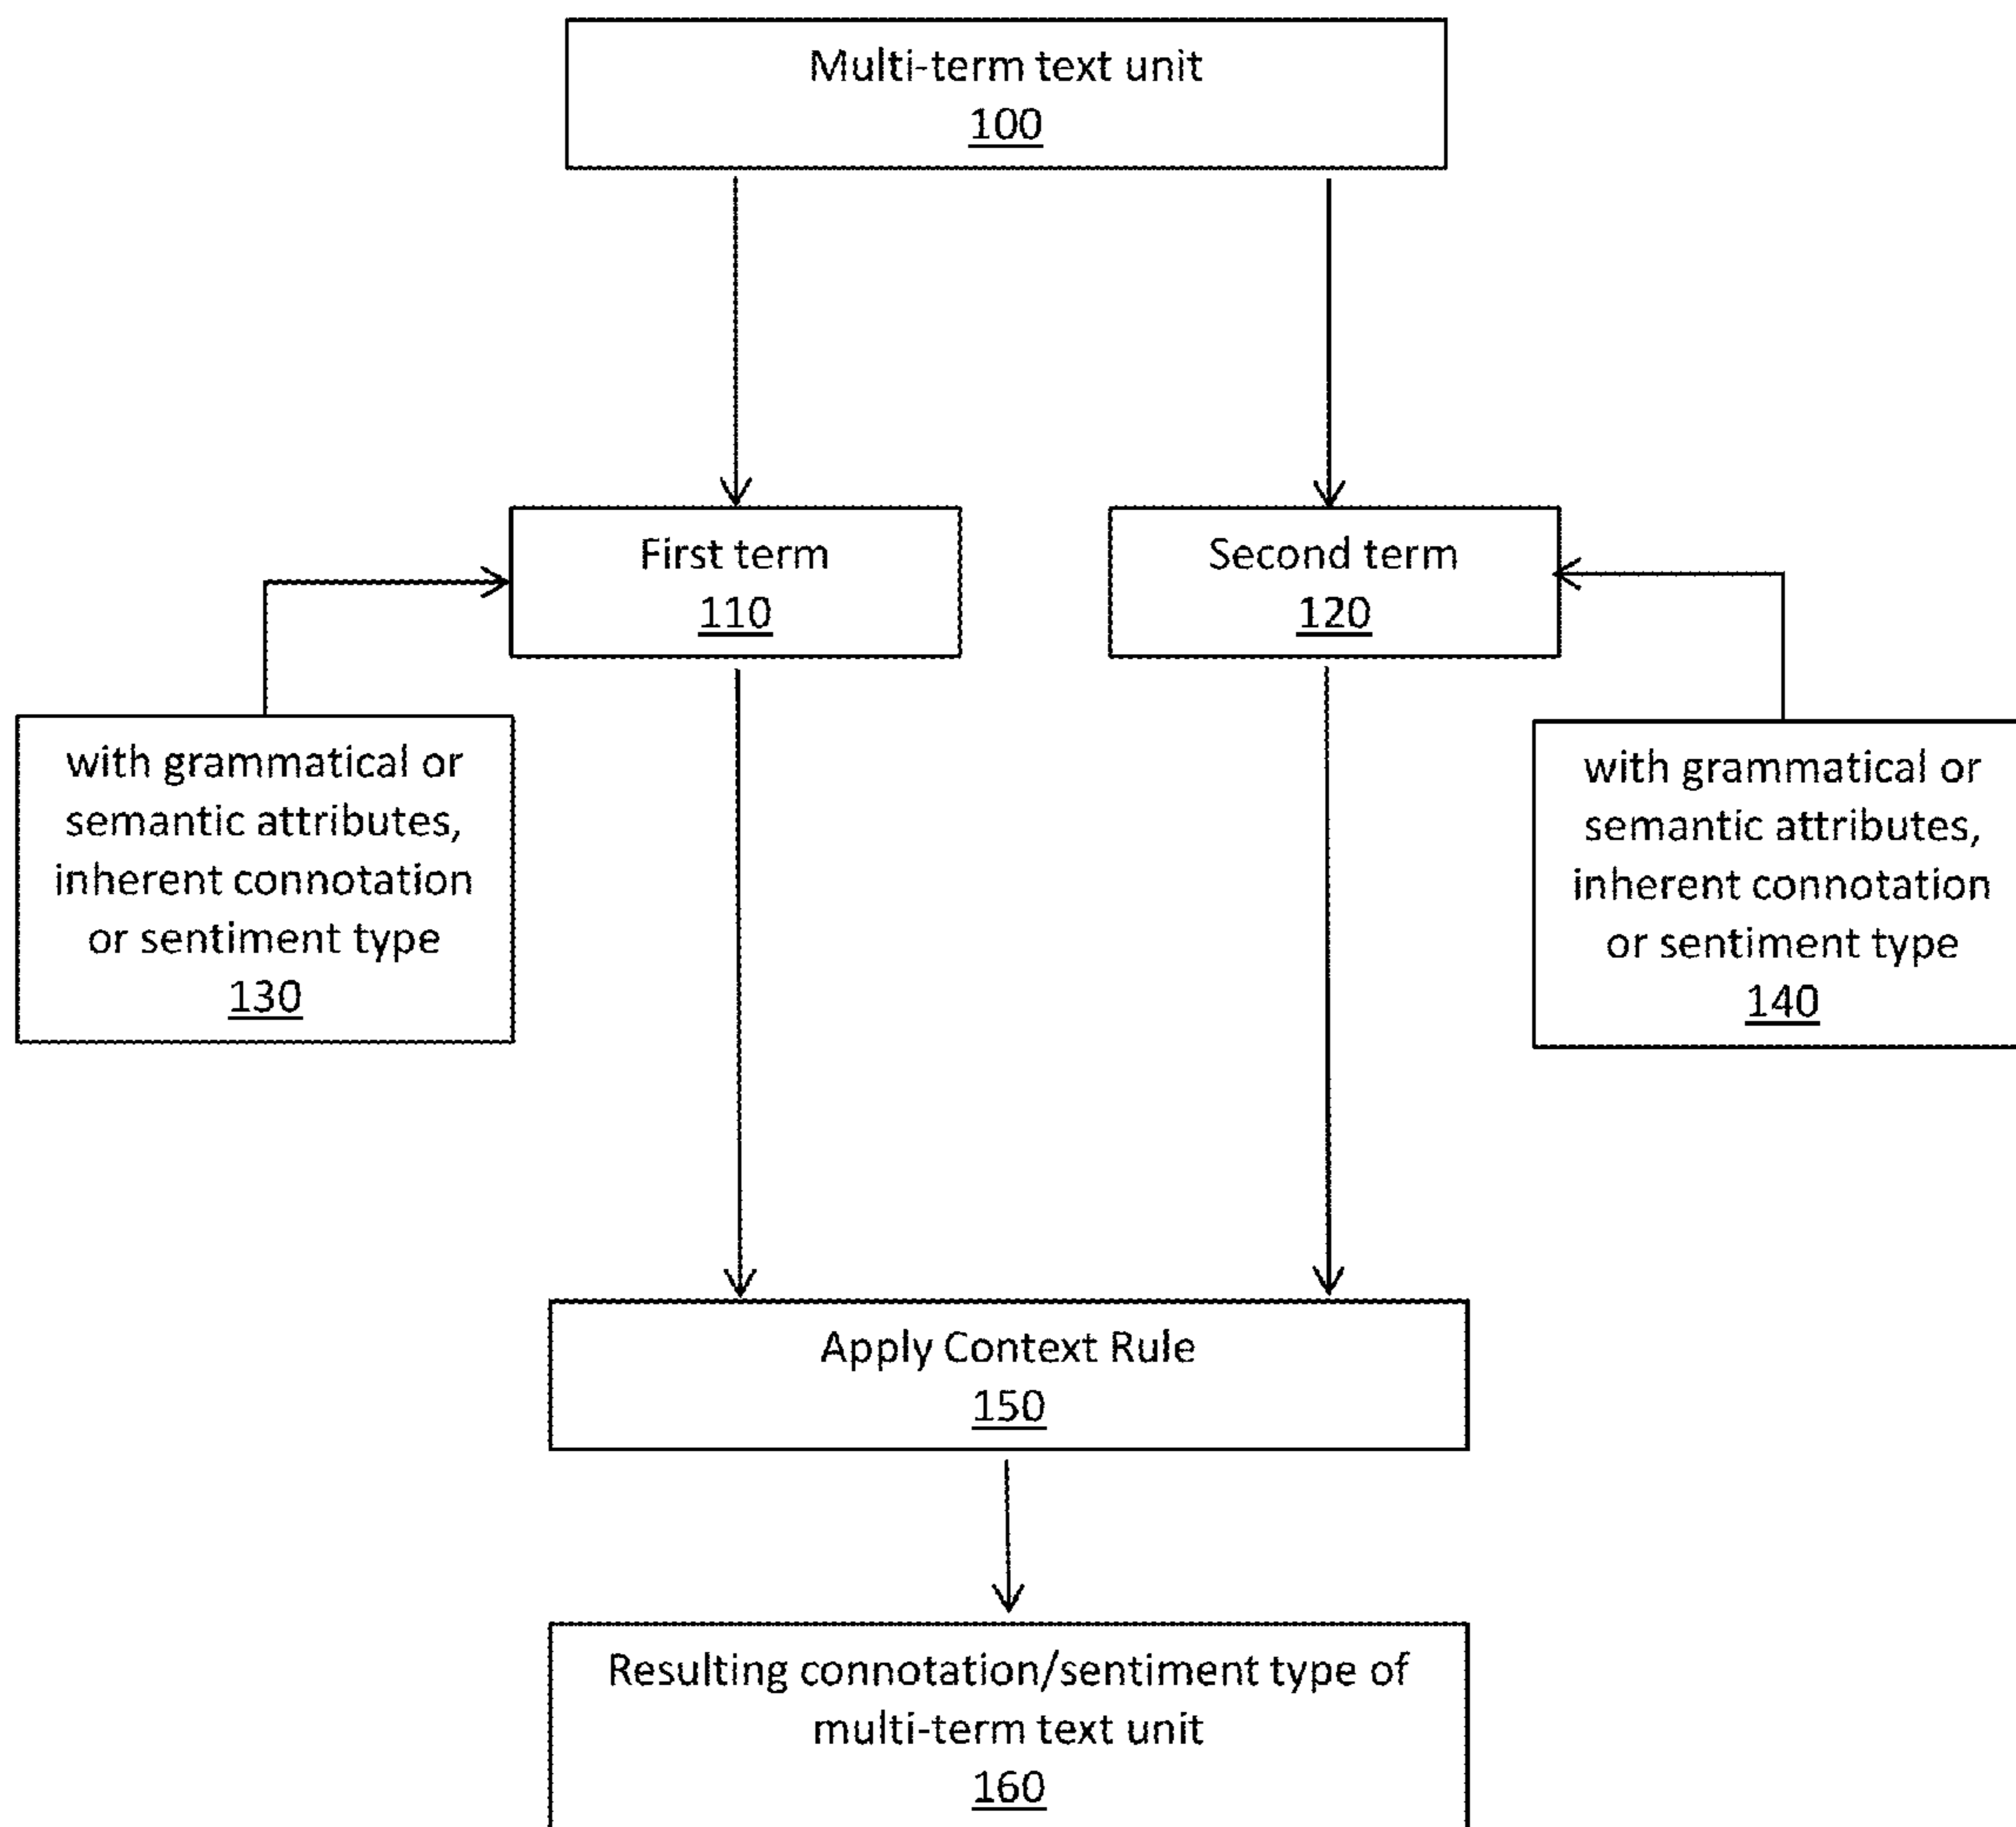 Multi-term text unit
100
First term
110
Second term
120
with grammatical or
semantic attributes,
inherent connotation
or sentiment type
130
with grammatical or
semantic attributes,
inherent connotation
or sentiment type
140
Apply Context Rule
150
Resulting connotation/sentiment type of
multi-term text unit
160